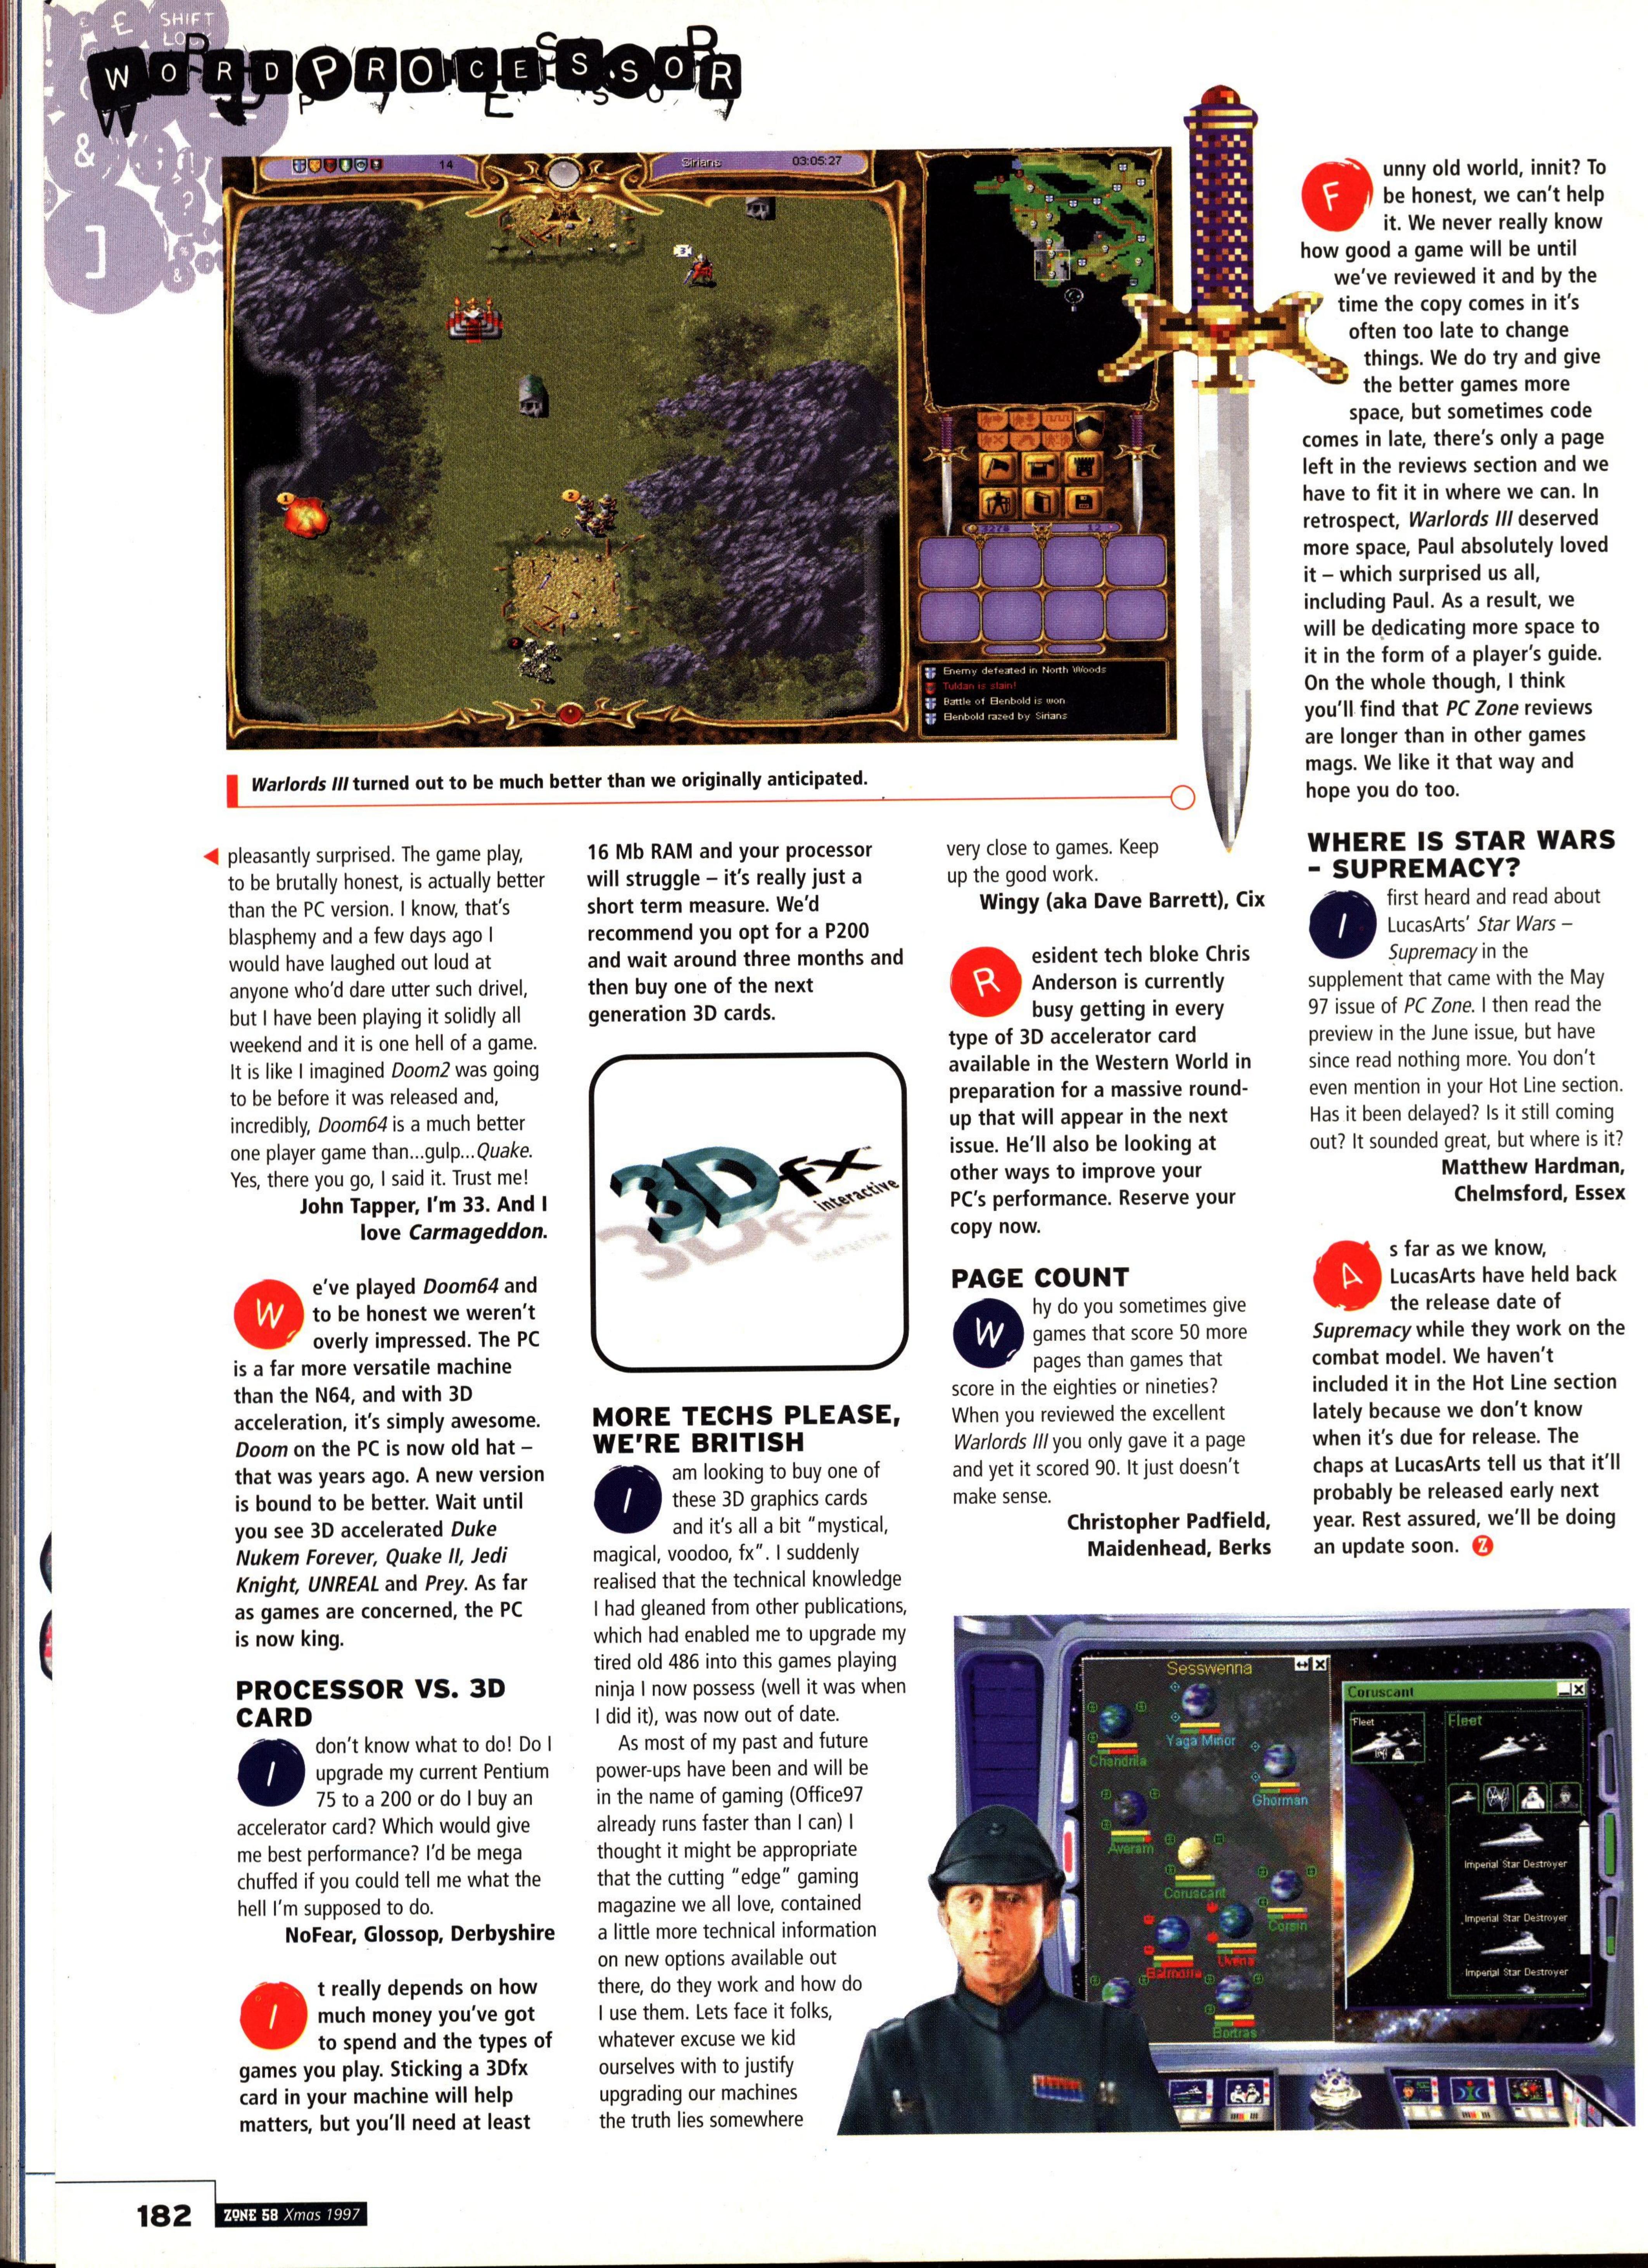 SHIFT
LOCK
WORDPROCESSOR
14
Sirians
03:05:27
3
1
2
2
3278
12
Enemy defeated in North Woods
Tuldan is slain!
Battle of Elenbold is won
Elenbold razed by Sirians
Warlords III turned out to be much better than we originally anticipated.
pleasantly surprised. The game play,
to be brutally honest, is actually better
than the PC version. I know, that's
blasphemy and a few days ago I
would have laughed out loud at
anyone who'd dare utter such drivel,
but I have been playing it solidly all
weekend and it is one hell of a game.
It is like I imagined Doom2 was going
to be before it was released and,
incredibly, Doom64 is a much better
one player game than...gulp...Quake.
Yes, there you go, I said it. Trust me!
John Tapper, I'm 33. And I
love Carmageddon.
We've played Doom64 and
to be honest we weren't
overly impressed. The PC
is a far more versatile machine
than the N64, and with 3D
acceleration, it's simply awesome.
Doom on the PC is now old hat –
that was years ago. A new version
is bound to be better. Wait until
you see 3D accelerated Duke
Nukem Forever, Quake II, Jedi
Knight, UNREAL and Prey. As far
as games are concerned, the PC
is now king.
PROCESSOR VS. 3D
CARD
I don't know what to do! Do I
upgrade my current Pentium
75 to a 200 or do I buy an
accelerator card? Which would give
me best performance? I'd be mega
chuffed if you could tell me what the
hell I'm supposed to do.
NoFear, Glossop, Derbyshire
It really depends on how
much money you've got
to spend and the types of
games you play. Sticking a 3Dfx
card in your machine will help
matters, but you'll need at least
16 Mb RAM and your processor
will struggle – it's really just a
short term measure. We'd
recommend you opt for a P200
and wait around three months and
then buy one of the next
generation 3D cards.
3Dfx™
interactive
MORE TECHS PLEASE,
WE'RE BRITISH
I am looking to buy one of
these 3D graphics cards
and it's all a bit "mystical,
magical, voodoo, fx". I suddenly
realised that the technical knowledge
I had gleaned from other publications,
which had enabled me to upgrade my
tired old 486 into this games playing
ninja I now possess (well it was when
I did it), was now out of date.
As most of my past and future
power-ups have been and will be
in the name of gaming (Office97
already runs faster than I can) I
thought it might be appropriate
that the cutting "edge" gaming
magazine we all love, contained
a little more technical information
on new options available out
there, do they work and how do
I use them. Lets face it folks,
whatever excuse we kid
ourselves with to justify
upgrading our machines
the truth lies somewhere
very close to games. Keep
up the good work.
Wingy (aka Dave Barrett), Cix
Resident tech bloke Chris
Anderson is currently
busy getting in every
type of 3D accelerator card
available in the Western World in
preparation for a massive round-
up that will appear in the next
issue. He'll also be looking at
other ways to improve your
PC's performance. Reserve your
copy now.
PAGE COUNT
Why do you sometimes give
games that score 50 more
pages than games that
score in the eighties or nineties?
When you reviewed the excellent
Warlords III you only gave it a page
and yet it scored 90. It just doesn't
make sense.
Christopher Padfield,
Maidenhead, Berks
Funny old world, innit? To
be honest, we can't help
it. We never really know
how good a game will be until
we've reviewed it and by the
time the copy comes in it's
often too late to change
things. We do try and give
the better games more
space, but sometimes code
comes in late, there's only a page
left in the reviews section and we
have to fit it in where we can. In
retrospect, Warlords III deserved
more space, Paul absolutely loved
it – which surprised us all,
including Paul. As a result, we
will be dedicating more space to
it in the form of a player's guide.
On the whole though, I think
you'll find that PC Zone reviews
are longer than in other games
mags. We like it that way and
hope you do too.
WHERE IS STAR WARS
– SUPREMACY?
I first heard and read about
LucasArts' Star Wars –
Supremacy in the
supplement that came with the May
97 issue of PC Zone. I then read the
preview in the June issue, but have
since read nothing more. You don't
even mention in your Hot Line section.
Has it been delayed? Is it still coming
out? It sounded great, but where is it?
Matthew Hardman,
Chelmsford, Essex
As far as we know,
LucasArts have held back
the release date of
Supremacy while they work on the
combat model. We haven't
included it in the Hot Line section
lately because we don't know
when it's due for release. The
chaps at LucasArts tell us that it'll
probably be released early next
year. Rest assured, we'll be doing
an update soon. Z
Sesswenna
Yaga Minor
Chandrila
Ghorman
Averam
Coruscant
Corsin
Uvena
Balmorra
Bortras
Coruscant
Fleet
Fleet
Imperial Star Destroyer
Imperial Star Destroyer
Imperial Star Destroyer
182
ZONE 58 Xmas 1997